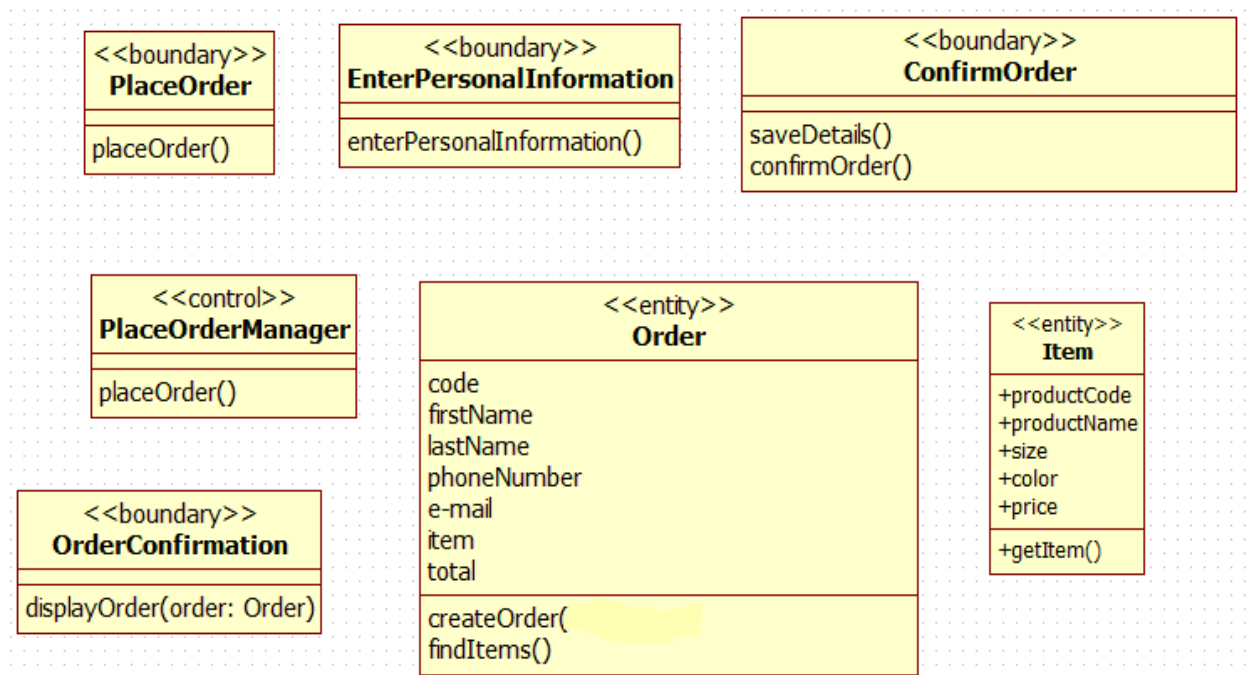 <<boundary>>
PlaceOrder
placeOrder()
<<boundary>>
EnterPersonalInformation
enterPersonalInformation()
<<boundary>>
ConfirmOrder
saveDetails()
confirmOrder()
<<control>>
PlaceOrderManager
placeOrder()
<<entity>>
Order
code
firstName
lastName
phoneNumber
e-mail
item
total
createOrder(
findItems()
<<entity>>
Item
+productCode
+productName
+size
+color
+price
+getItem()
<<boundary>>
OrderConfirmation
displayOrder(order: Order)